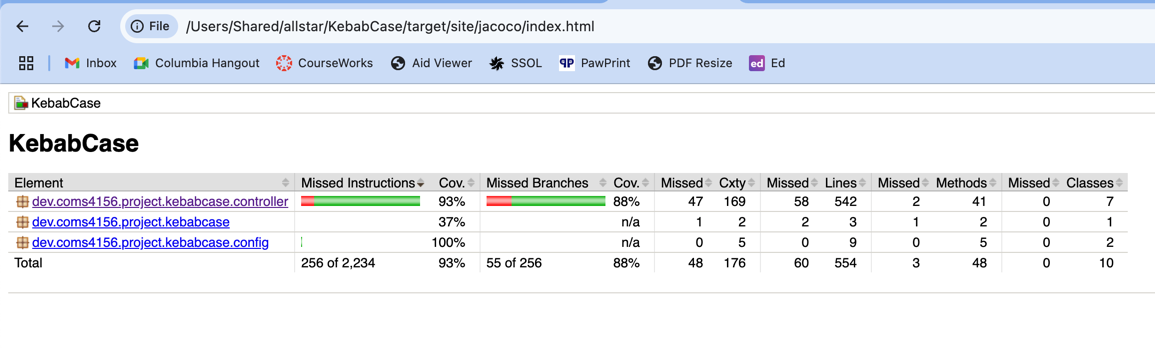 File /Users/Shared/allstar/KebabCase/target/site/jacoco/index.html
Inbox Columbia Hangout CourseWorks Aid Viewer SSOL PawPrint PDF Resize ed Ed
KebabCase
KebabCase
Element Missed Instructions Cov. Missed Branches Cov. Missed Cxty Missed Lines Missed Methods Missed Classes
dev.coms4156.project.kebabcase.controller 93% 88% 47 169 58 542 2 41 0 7
dev.coms4156.project.kebabcase 37% n/a 1 2 2 3 1 2 0 1
dev.coms4156.project.kebabcase.config 100% n/a 0 5 0 9 0 5 0 2
Total 256 of 2,234 93% 55 of 256 88% 48 176 60 554 3 48 0 10